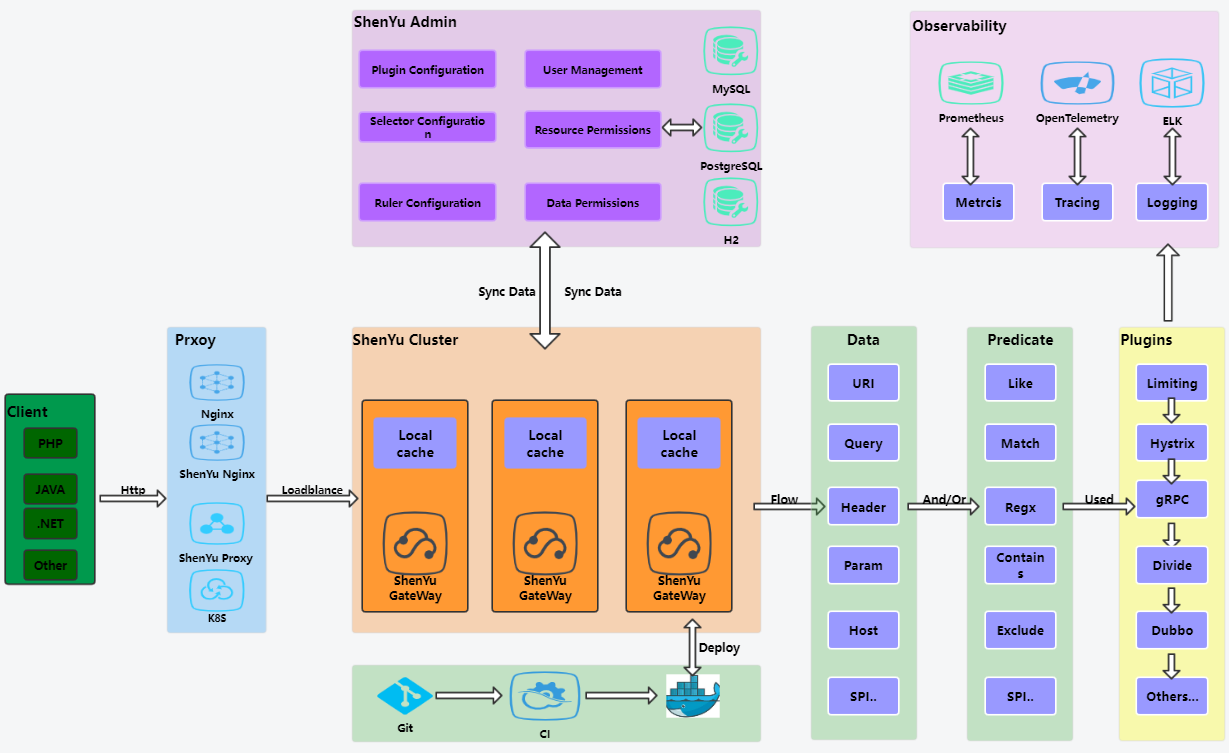 ShenYu Admin
Plugin Configuration
User Management
MySQL
Selector Configuratio
n
Resource Permissions
PostgreSQL
Ruler Configuration
Data Permissions
H2
Observability
Prometheus
OpenTelemetry
ELK
Metrcis
Tracing
Logging
Sync Data
Sync Data
Client
PHP
JAVA
.NET
Other
Http
Prxoy
Nginx
ShenYu Nginx
ShenYu Proxy
K8S
Loadblance
ShenYu Cluster
Local
cache
ShenYu
GateWay
Local
cache
ShenYu
GateWay
Local
cache
ShenYu
GateWay
Deploy
Git
CI
Flow
Data
URI
Query
Header
Param
Host
SPI..
And/Or
Predicate
Like
Match
Regx
Contain
s
Exclude
SPI..
Used
Plugins
Limiting
Hystrix
gRPC
Divide
Dubbo
Others...